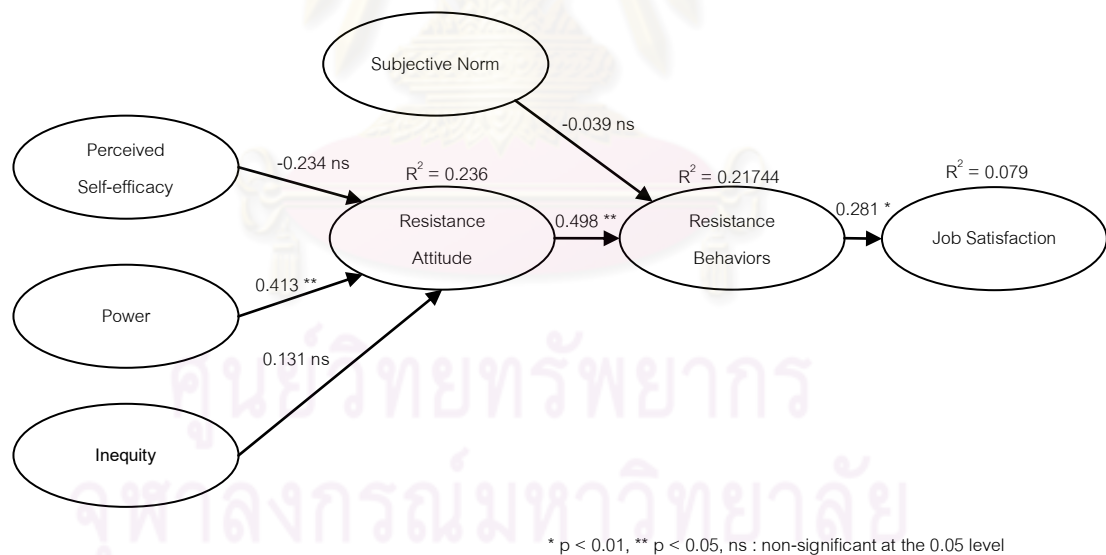 Subjective Norm
-0.039 ns
Perceived
Self-efficacy
-0.234 ns
R² = 0.236
R² = 0.21744
R² = 0.079
Resistance
Attitude
0.498 **
Resistance
Behaviors
0.281 *
Job Satisfaction
Power
0.413 **
0.131 ns
Inequity
ศูนย์วิทยทรัพยากร
จุฬาลงกรณ์มหาวิทยาลัย
* p < 0.01, ** p < 0.05, ns : non-significant at the 0.05 level